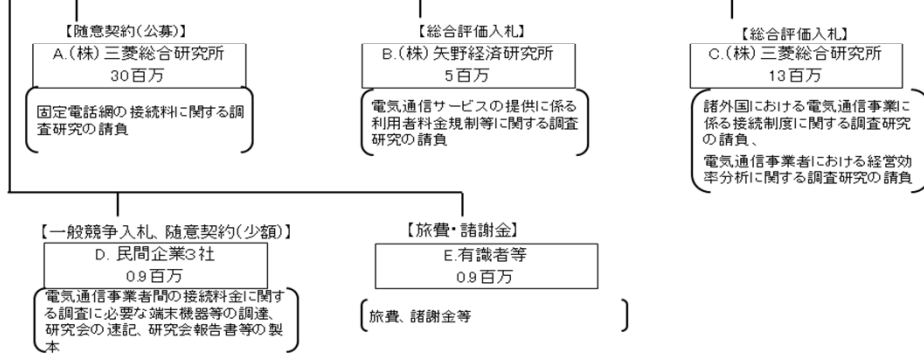 【随意契約(公募)】
A.(株)三菱総合研究所
30百万
固定電話網の接続料に関する調
査研究の請負
【総合評価入札】
B.(株)矢野経済研究所
5百万
電気通信サービスの提供に係る
利用者料金規制等に関する調査
研究の請負
【総合評価入札】
C.(株)三菱総合研究所
13百万
諸外国における電気通信事業に
係る接続制度に関する調査研究
の請負、
電気通信事業者における経営効
率分析に関する調査研究の請負
【一般競争入札、随意契約(少額)】
D. 民間企業3社
0.9百万
電気通信事業者間の接続料金に関す
る調査に必要な端末機器等の調達、
研究会の速記、研究会報告書等の製
本
【旅費・諸謝金】
E.有識者等
0.9百万
旅費、諸謝金等